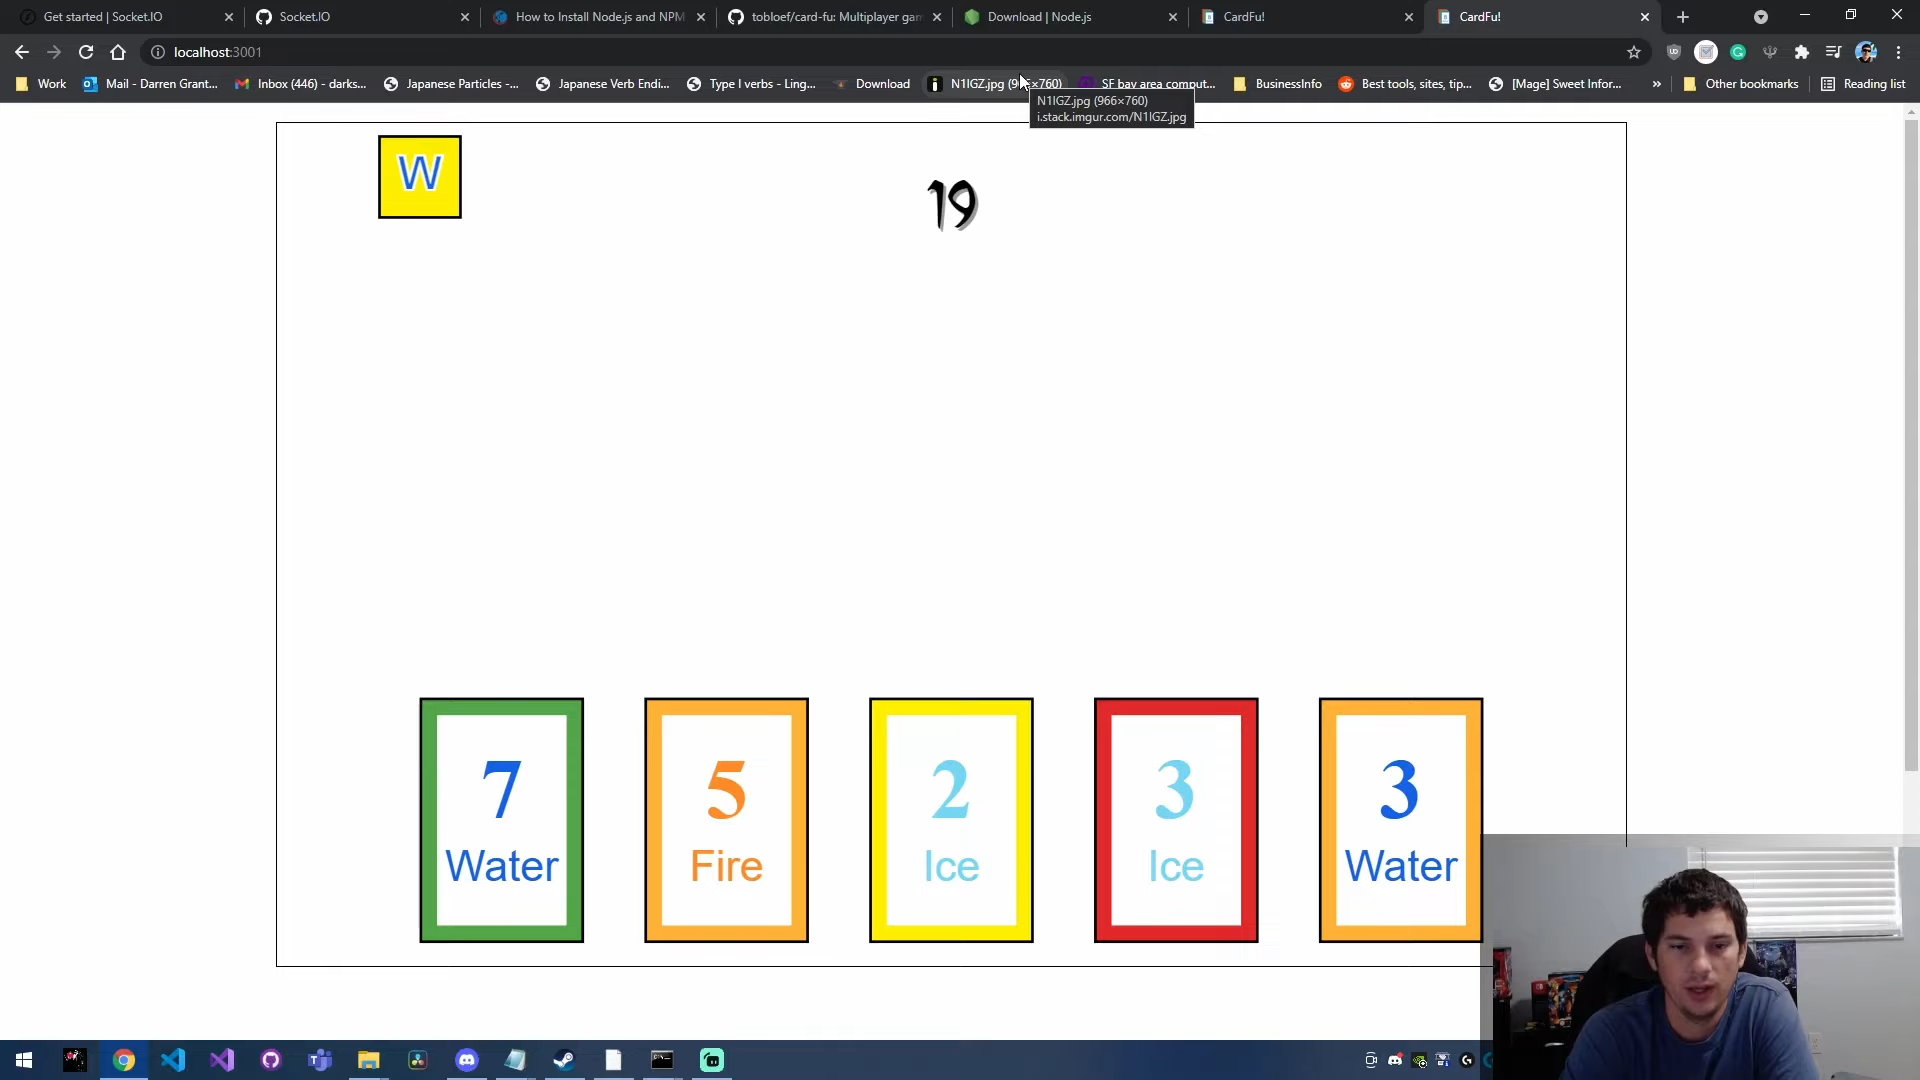 Get started | Socket.IO
Socket.IO
How to Install Node.js and NPM
tobloef/card-fu: Multiplayer gam
Download | Node.js
CardFu!
CardFu!
localhost:3001
Work
Mail - Darren Grant...
Inbox (446) - darks...
Japanese Particles -...
Japanese Verb Endi...
Type I verbs - Ling...
Download
N1IGZ.jpg (966×760)
SF bay area comput...
BusinessInfo
Best tools, sites, tip...
[Mage] Sweet Infor...
»
Other bookmarks
Reading list
N1IGZ.jpg (966×760)
i.stack.imgur.com/N1IGZ.jpg
W
19
7
Water
5
Fire
2
Ice
3
Ice
3
Water